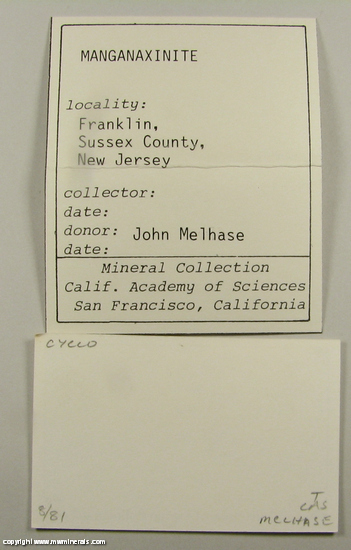 MANGANAXINITE
locality:
Franklin,
Sussex County,
New Jersey
collector:
date:
donor: John Melhase
date:
Mineral Collection
Calif. Academy of Sciences
San Francisco, California
CYCLO
8/81
MELHASE
copyright www.mwminerals.com